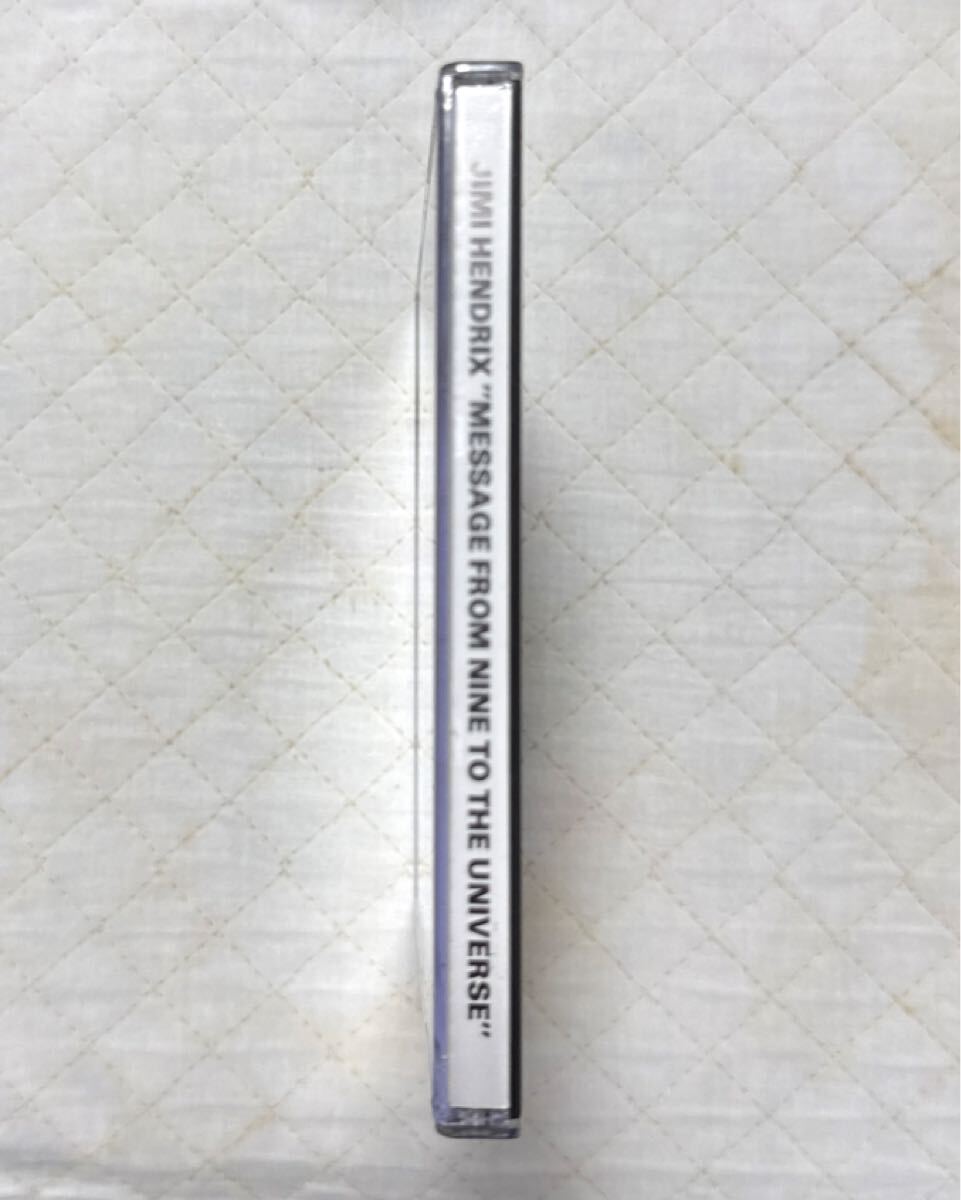 JIMI HENDRIX "MESSAGE FROM NINE TO THE UNIVERSE"